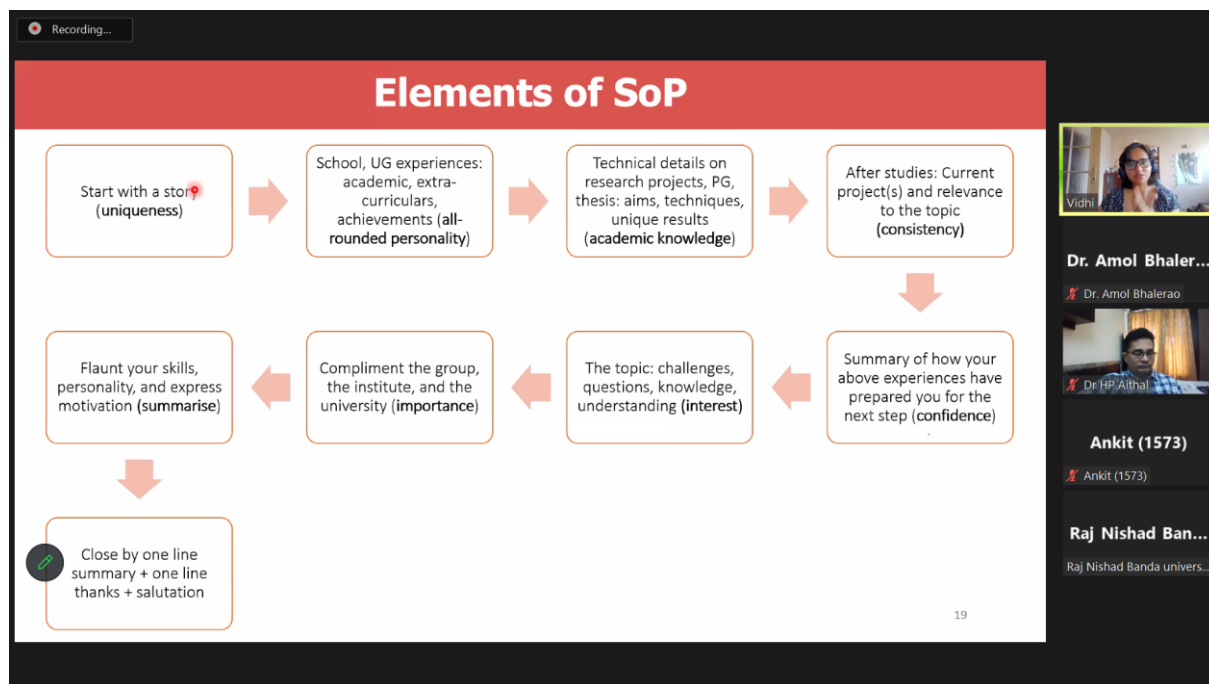 Recording...
Elements of SoP
Start with a story
(uniqueness)
School, UG experiences:
academic, extra-
curriculars,
achievements (all-
rounded personality)
Technical details on
research projects, PG,
thesis: aims, techniques,
unique results
(academic knowledge)
After studies: Current
project(s) and relevance
to the topic
(consistency)
Summary of how your
above experiences have
prepared you for the
next step (confidence)
The topic: challenges,
questions, knowledge,
understanding (interest)
Compliment the group,
the institute, and the
university (importance)
Flaunt your skills,
personality, and express
motivation (summarise)
Close by one line
summary + one line
thanks + salutation
19
Vidhi
Dr. Amol Bhaler...
Dr. Amol Bhalerao
Dr HP Aithal
Ankit (1573)
Ankit (1573)
Raj Nishad Ban...
Raj Nishad Banda univers...